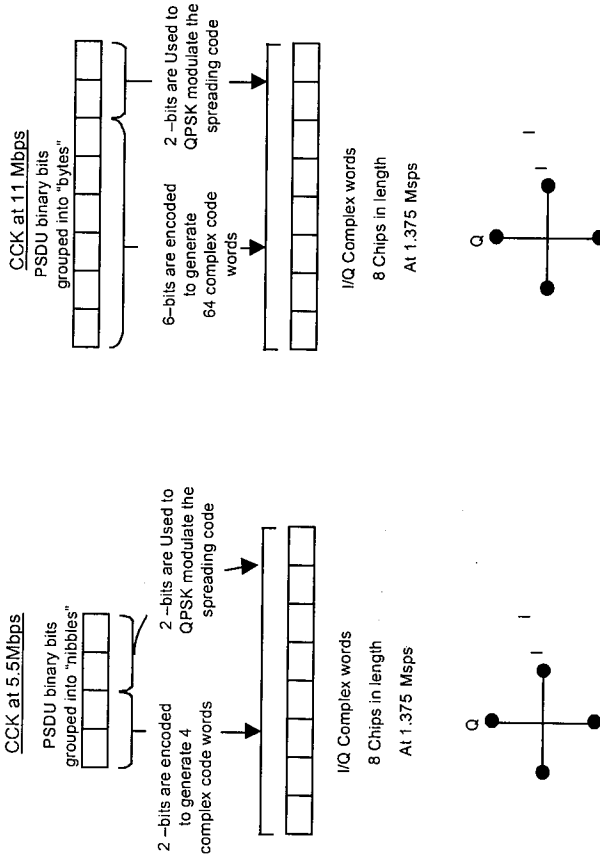 CCK at 5.5Mbps
PSDU binary bits
grouped into "nibbles"
2 –bits are encoded
to generate 4
complex code words
2 –bits are Used to
QPSK modulate the
spreading code
I/Q Complex words
8 Chips in length
At 1.375 Msps
Q
I
I
CCK at 11 Mbps
PSDU binary bits
grouped into "bytes"
6–bits are encoded
to generate
64 complex code
words
2 –bits are Used to
QPSK modulate the
spreading code
I/Q Complex words
8 Chips in length
At 1.375 Msps
Q
I
I